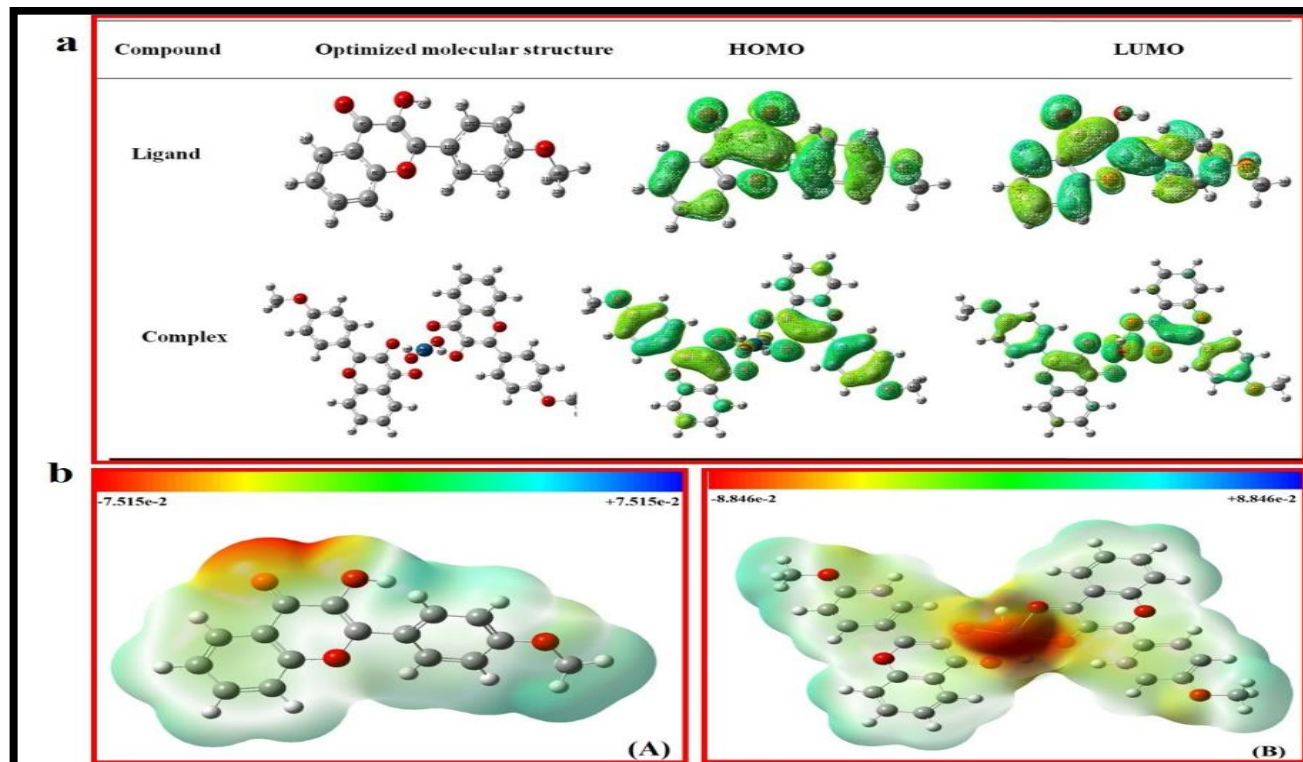 a
Compound Optimized molecular structure HOMO LUMO
Ligand
Complex
b
-7.515e-2 +7.515e-2
-8.846e-2 +8.846e-2
(A)
(B)